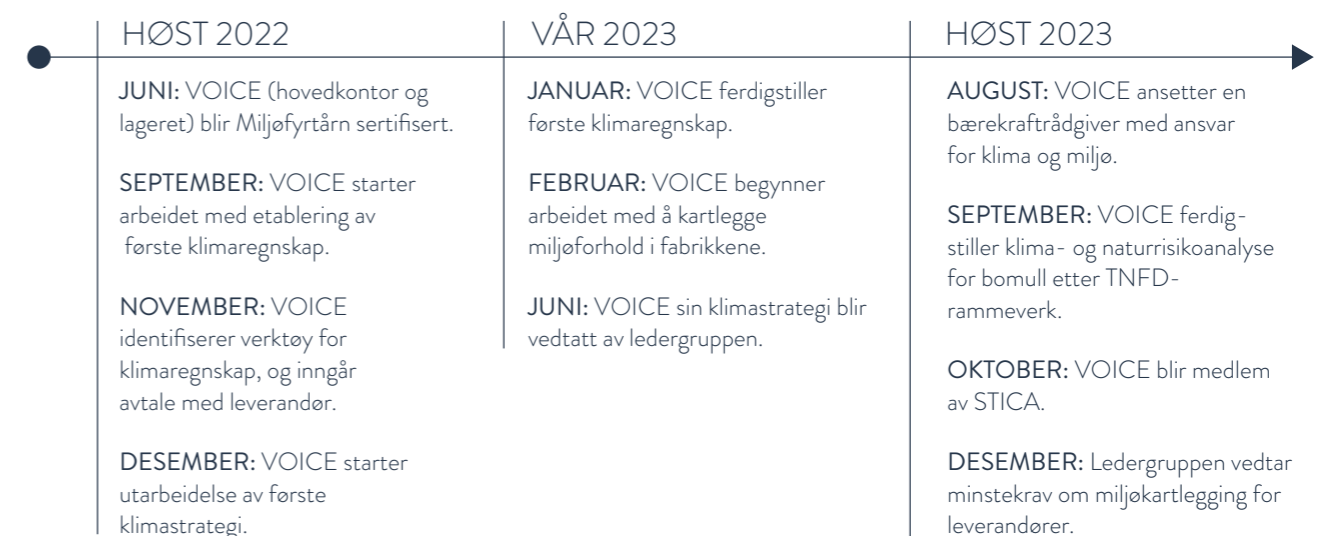 HØST 2022
JUNI: VOICE (hovedkontor og
lageret) blir Miljøfyrtårn sertifisert.
SEPTEMBER: VOICE starter
arbeidet med etablering av
første klimaregnskap.
NOVEMBER: VOICE
identifiserer verktøy for
klimaregnskap, og inngår
avtale med leverandør.
DESEMBER: VOICE starter
utarbeidelse av første
klimastrategi.
VÅR 2023
JANUAR: VOICE ferdigstiller
første klimaregnskap.
FEBRUAR: VOICE begynner
arbeidet med å kartlegge
miljøforhold i fabrikkene.
JUNI: VOICE sin klimastrategi blir
vedtatt av ledergruppen.
HØST 2023
AUGUST: VOICE ansetter en
bærekraftrådgiver med ansvar
for klima og miljø.
SEPTEMBER: VOICE ferdig-
stiller klima- og naturrisikoanalyse
for bomull etter TNFD-
rammeverk.
OKTOBER: VOICE blir medlem
av STICA.
DESEMBER: Ledergruppen vedtar
minstekrav om miljøkartlegging for
leverandører.